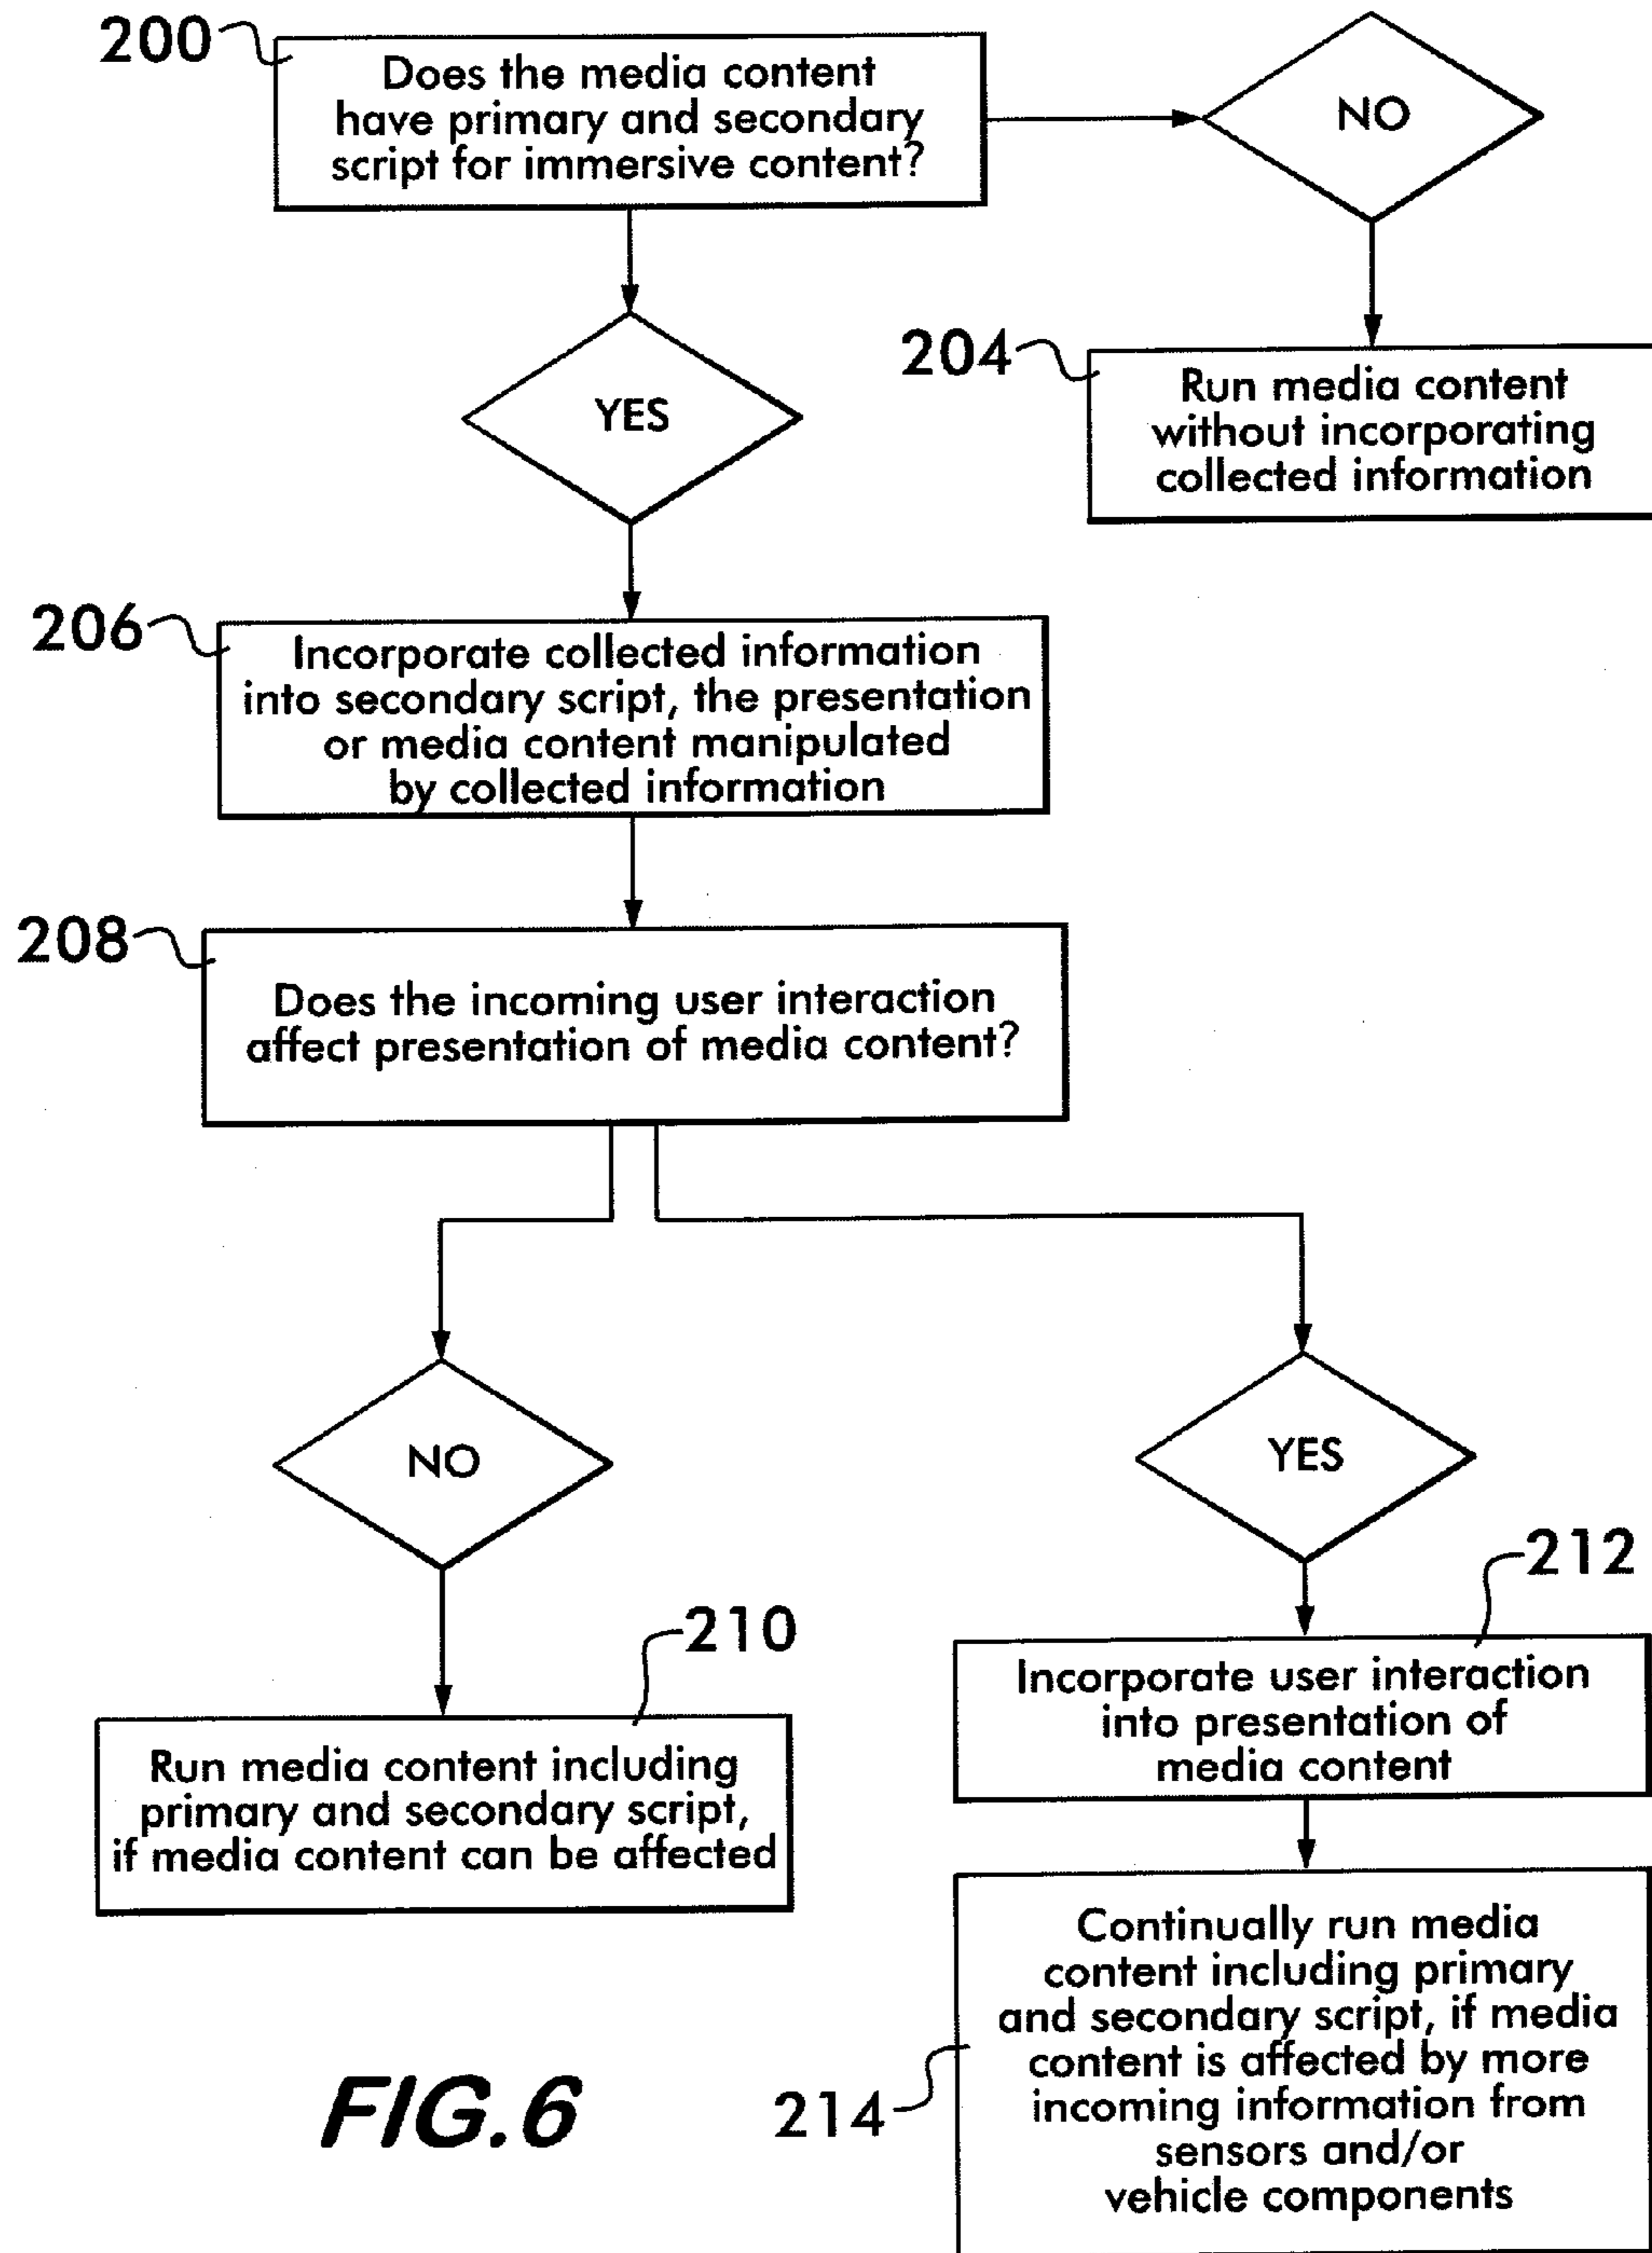 200
Does the media content
have primary and secondary
script for immersive content?
NO
YES
204
Run media content
without incorporating
collected information
206
Incorporate collected information
into secondary script, the presentation
or media content manipulated
by collected information
208
Does the incoming user interaction
affect presentation of media content?
NO
YES
210
Run media content including
primary and secondary script,
if media content can be affected
212
Incorporate user interaction
into presentation of
media content
214
Continually run media
content including primary
and secondary script, if media
content is affected by more
incoming information from
sensors and/or
vehicle components
FIG.6